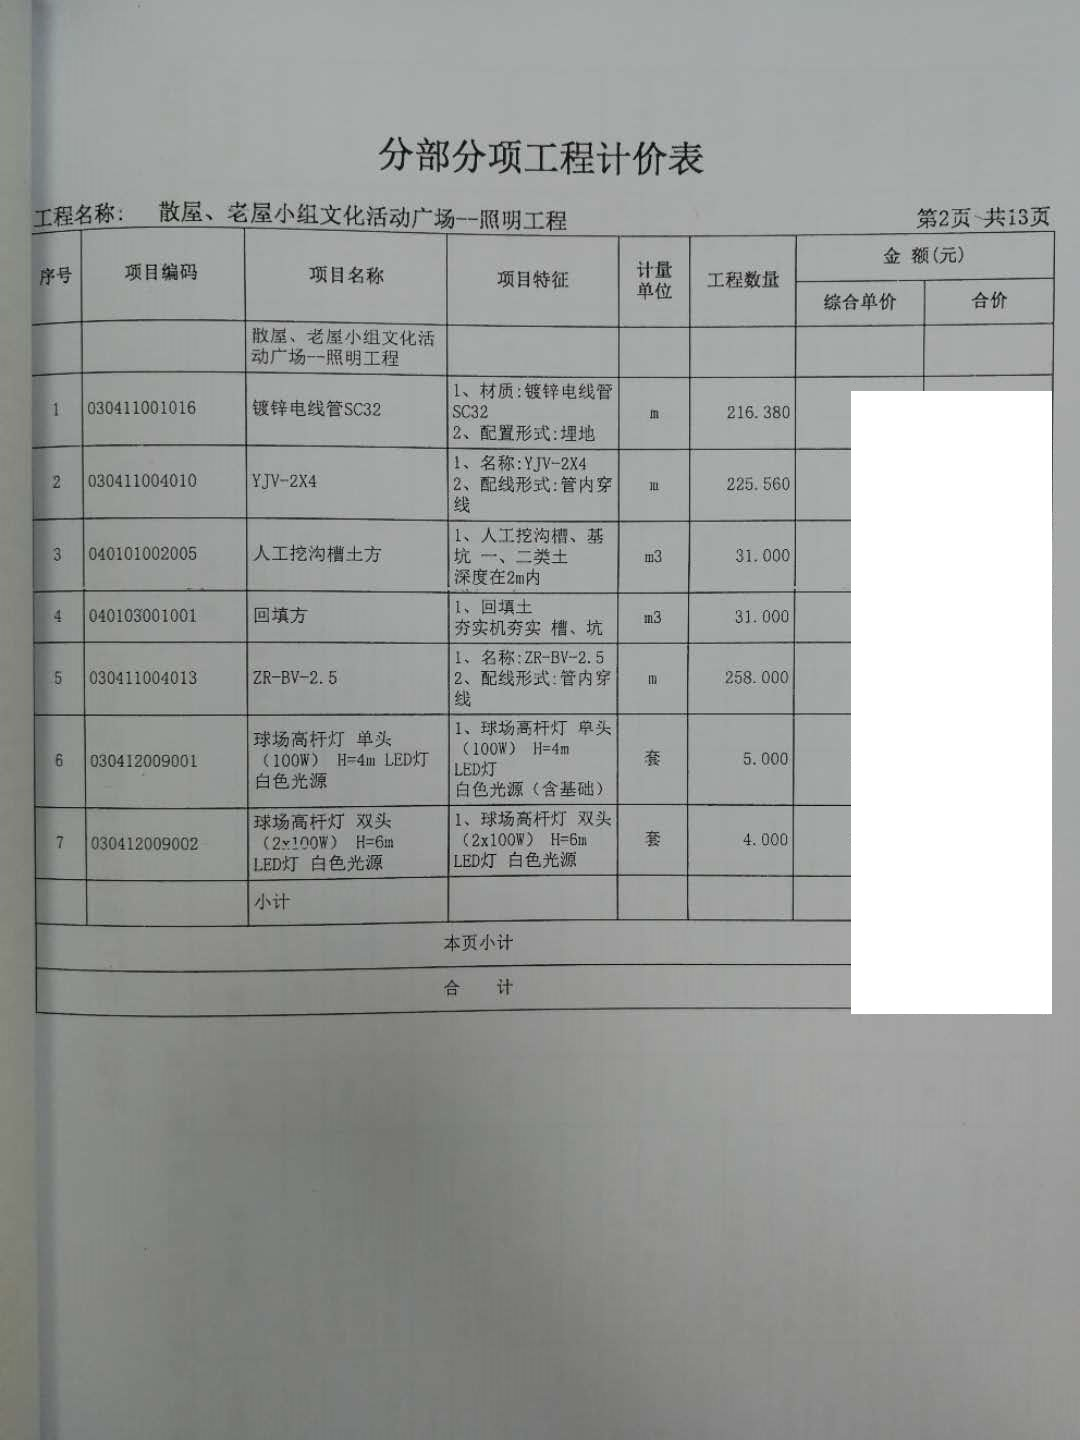 分部分项工程计价表
工程名称: 散屋、老屋小组文化活动广场--照明工程 第2页 共13页
序号 项目编码 项目名称 项目特征 计量单位 工程数量 金 额(元)
综合单价 合价
散屋、老屋小组文化活
动广场--照明工程
1 030411001016 镀锌电线管SC32 1、材质:镀锌电线管
SC32
2、配置形式:埋地 m 216.380
2 030411004010 YJV-2X4 1、名称:YJV-2X4
2、配线形式:管内穿
线 m 225.560
3 040101002005 人工挖沟槽土方 1、人工挖沟槽、基
坑 一、二类土
深度在2m内 m3 31.000
4 040103001001 回填方 1、回填土
夯实机夯实 槽、坑 m3 31.000
5 030411004013 ZR-BV-2.5 1、名称:ZR-BV-2.5
2、配线形式:管内穿
线 m 258.000
6 030412009001 球场高杆灯 单头
（100W） H=4m LED灯
白色光源 1、球场高杆灯 单头
（100W） H=4m
LED灯
白色光源（含基础） 套 5.000
7 030412009002 球场高杆灯 双头
（2x100W） H=6m
LED灯 白色光源 1、球场高杆灯 双头
（2x100W） H=6m
LED灯 白色光源 套 4.000
小计
本页小计
合 计